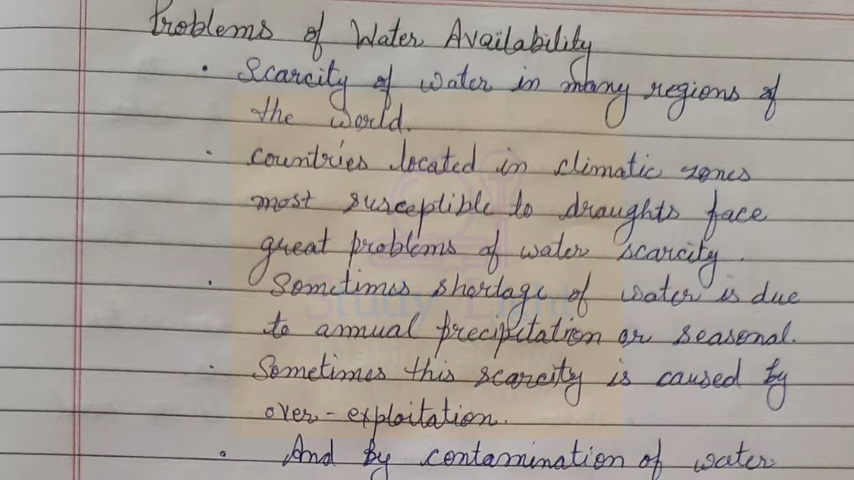 Problems of Water Availability
• Scarcity of water in many regions of
the world.
• countries located in climatic zones
most susceptible to draughts face
great problems of water scarcity.
• Sometimes shortage of water is due
to annual precipitation or seasonal.
• Sometimes this scarcity is caused by
over-exploitation.
• And by contamination of water